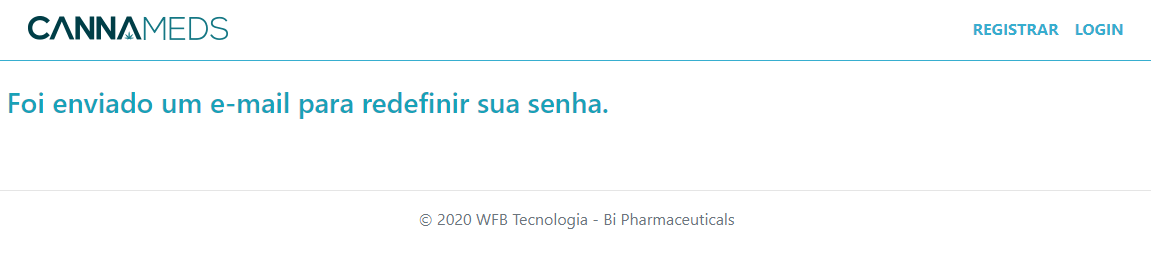 CANNAMEDS
REGISTRAR LOGIN
Foi enviado um e-mail para redefinir sua senha.
© 2020 WFB Tecnologia - Bi Pharmaceuticals